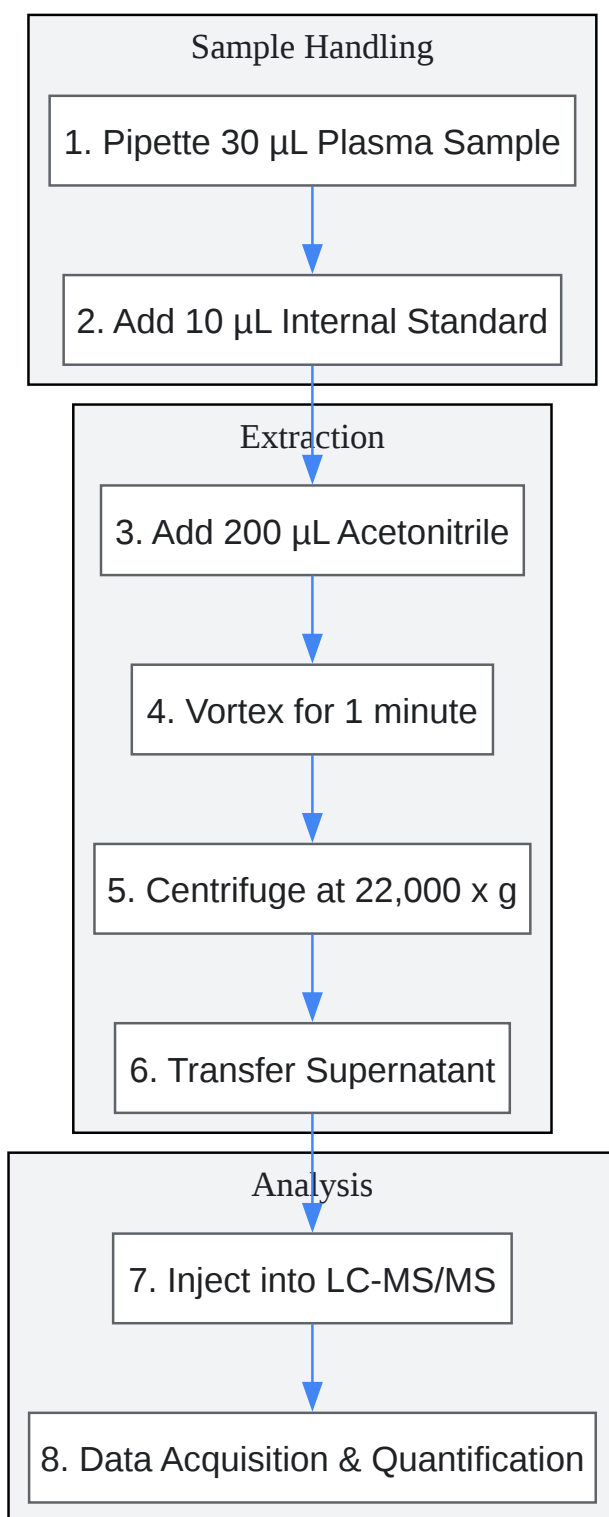 Sample Handling
1. Pipette 30 µL Plasma Sample
2. Add 10 µL Internal Standard
Extraction
3. Add 200 µL Acetonitrile
4. Vortex for 1 minute
5. Centrifuge at 22,000 x g
6. Transfer Supernatant
Analysis
7. Inject into LC-MS/MS
8. Data Acquisition & Quantification